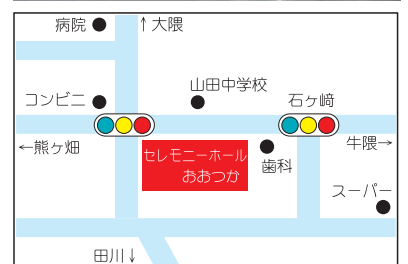 病院
↑大隈
山田中学校
コンビニ
石ヶ﨑
←熊ヶ畑
セレモニーホール
おおつか
歯科
牛隈→
スーパー
田川↓